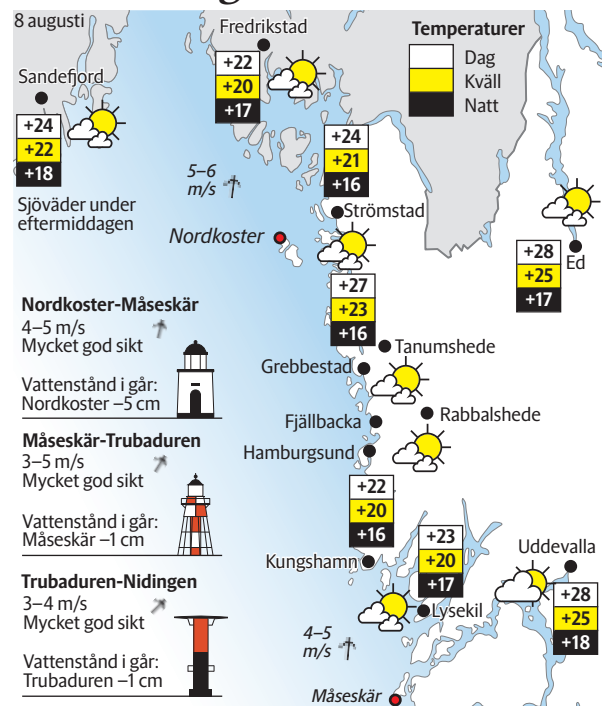 8 augusti
Fredrikstad
+22
+20
+17
Temperaturer
Dag
Kväll
Natt
Sandefjord
+24
+22
+18
Sjöväder under
eftermiddagen
5–6
m/s
+24
+21
+16
Strömstad
Nordkoster
Ed
+28
+25
+17
+27
+23
+16
Tanumshede
Grebbestad
Fjällbacka
Rabbalshede
Hamburgsund
Nordkoster-Måseskär
4–5 m/s
Mycket god sikt
Vattenstånd i går:
Nordkoster –5 cm
Måseskär-Trubaduren
3–5 m/s
Mycket god sikt
Vattenstånd i går:
Måseskär –1 cm
Trubaduren-Nidingen
3–4 m/s
Mycket god sikt
Vattenstånd i går:
Trubaduren –1 cm
+22
+20
+16
Kungshamn
+23
+20
+17
Lysekil
Uddevalla
+28
+25
+18
4–5
m/s
Måseskär